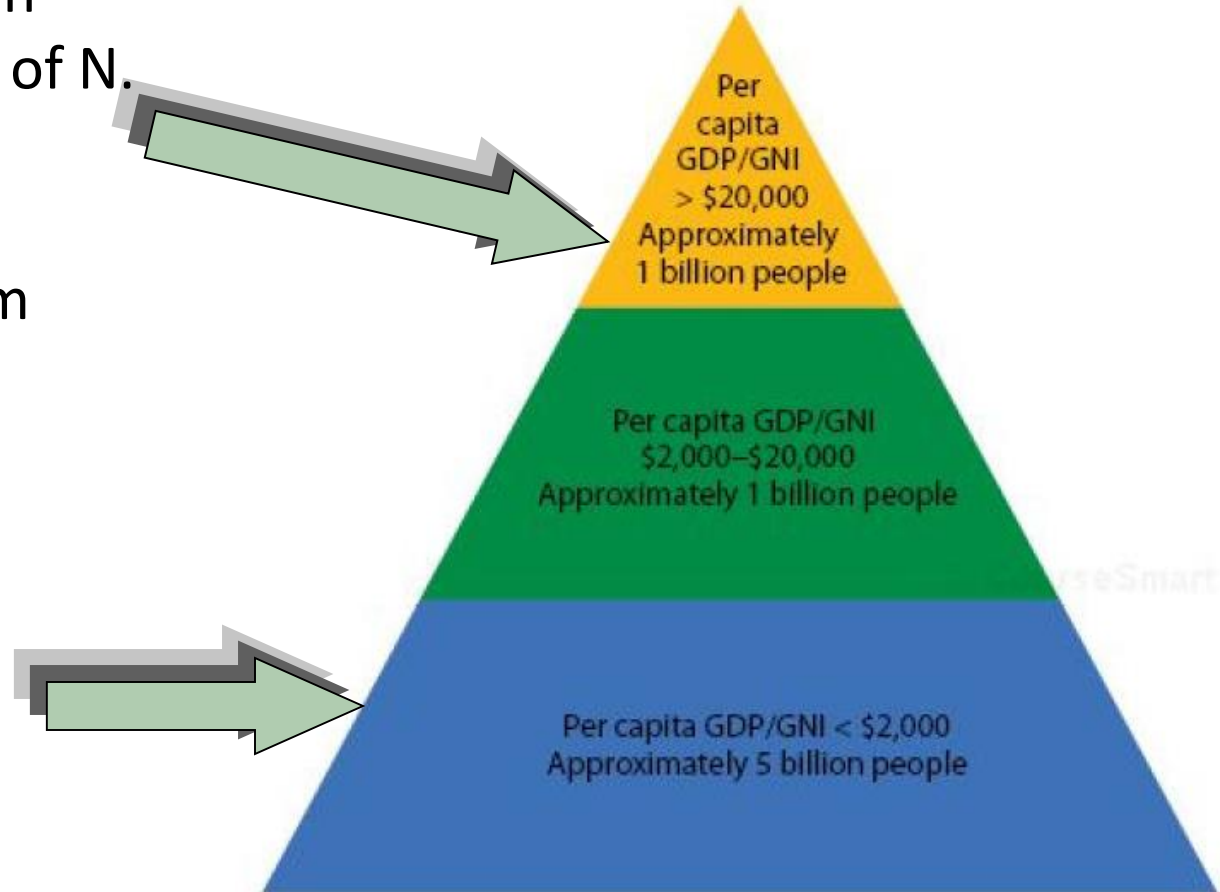 of N.
m
Per
capita
GDP/GNI
> $20,000
Approximately
1 billion people
Per capita GDP/GNI
$2,000–$20,000
Approximately 1 billion people
rseSmart
Per capita GDP/GNI < $2,000
Approximately 5 billion people